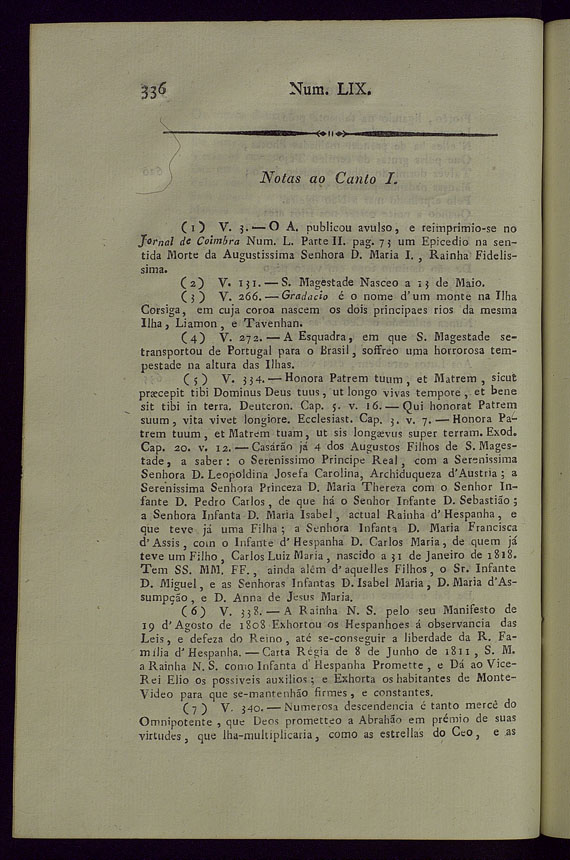 336 Num. LIX.
Notas ao Canto I.
(1) V. 3. — O A. publicou avulso, e reimprimio-se no
Jornal de Coimbra Num. L. Parte II. pag. 73 um Epicedio na sen-
tida Morte da Augustissima Senhora D. Maria I., Rainha Fidelis-
sima.
(2) V. 131. — S. Magestade Nasceo a 13 de Maio.
(3) V. 266. — Gradacio é o nome d'um monte na Ilha
Corsiga, em cuja coroa nascem os dois principaes rios da mesma
Ilha, Liamon, e Tavenhan.
(4) V. 272. — A Esquadra, em que S. Magestade se-
transportou de Portugal para o Brasil, soffreo uma horrorosa tem-
pestade na altura das Ilhas.
(5) V. 334. — Honora Patrem tuum, et Matrem, sicut
præcepit tibi Dominus Deus tuus, ut longo vivas tempore, et bene
sit tibi in terra. Deutcron. Cap. 5. v. 16. — Qui honorat Patrem
suum, vita vivet longiore. Ecclesiast. Cap. 3. v. 7. — Honora Pa-
trem tuum, et Matrem tuam, ut sis longævus super terram. Exod.
Cap. 20. v. 12. — Casárão já 4 dos Augustos Filhos de S. Mages-
tade, a saber: o Serenissimo Principe Real, com a Serenissima
Senhora D. Leopoldina Josefa Carolina, Archiduqueza d'Austria; a
Sereníssima Senhora Princeza D. Maria Thereza com o Senhor In-
fante D. Pedro Carlos, de que há o Senhor Infante D. Sebastião;
a Senhora Infanta D. Maria Isabel, actual Rainha d'Hespanha, e
que teve já uma Filha; a Senhora Infanta D. Maria Francisca
d'Assis, com o Infante d'Hespanha D. Carlos Maria, de quem já
teve um Filho, Carlos Luiz Maria, nascido a 31 de Janeiro de 1818.
Tem SS. MM. FF., ainda além d'aquelles Filhos, o Sr. Infante
D. Miguel, e as Senhoras Infantas D. Isabel Maria, D. Maria d'As-
sumpção, e D. Anna de Jesus Maria.
(6) V. 338. — A Rainha N. S. pelo seu Manifesto de
19 d'Agosto de 1808 Exhortou os Hespanhoes á observancia das
Leis, e defeza do Reino, até se-conseguir a liberdade da R. Fa-
milia d'Hespanha. — Carta Régia de 8 de Junho de 1811, S. M.
a Rainha N. S. como Infanta d'Hespanha Promette, e Dá ao Vice-
Rei Elio os possiveis auxilios; e Exhorta os habitantes de Monte-
Video para que se-mantenhão firmes, e constantes.
(7) V. 340. — Numerosa descendencia é tanto mercê do
Omnipotente, que Deos prometteo a Abrahão em prémio de suas
virtudes, que lha-multiplicaria, como as estrellas do Ceo, e as